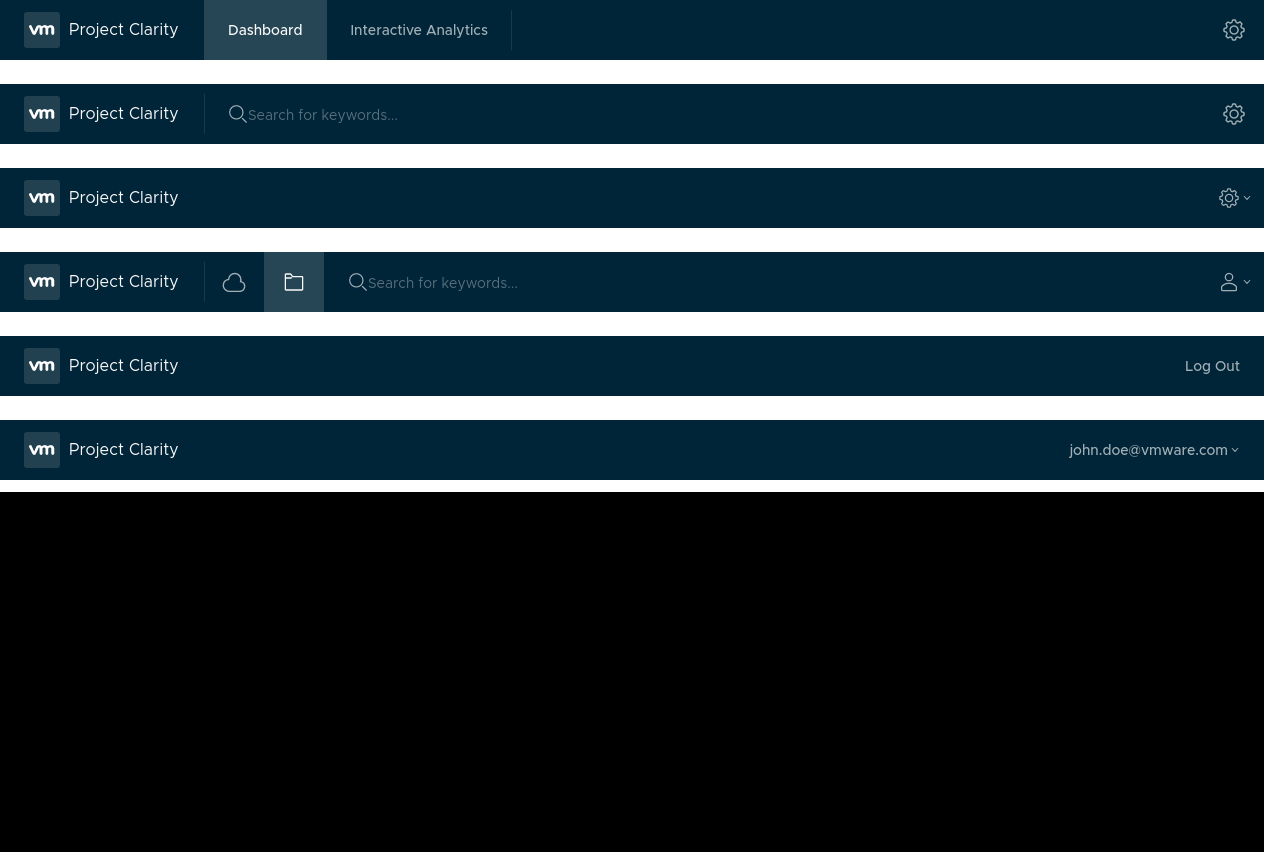 vm Project Clarity Dashboard Interactive Analytics
vm Project Clarity Search for keywords...
vm Project Clarity
vm Project Clarity Search for keywords...
vm Project Clarity Log Out
vm Project Clarity john.doe@vmware.com